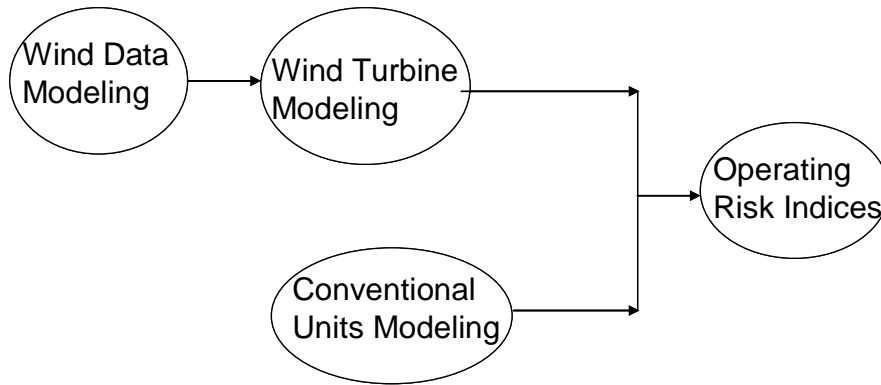 Wind Data
Modeling
Wind Turbine
Modeling
Operating
Risk Indices
Conventional
Units Modeling